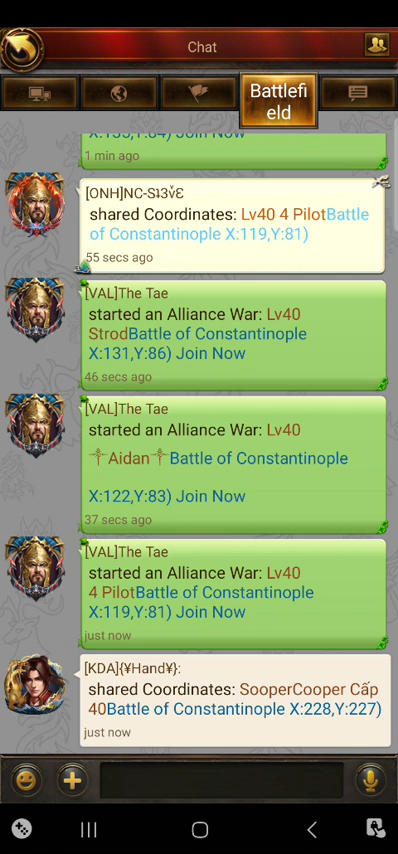 Chat
Battlefi
eld
X:135,Y:84) Join Now
1 min ago
[ONH]NC-Sʇ3ṽƐ
shared Coordinates: Lv40 4 PilotBattle
of Constantinople X:119,Y:81)
55 secs ago
[VAL]The Tae
started an Alliance War: Lv40
StrodBattle of Constantinople
X:131,Y:86) Join Now
46 secs ago
[VAL]The Tae
started an Alliance War: Lv40
༒Aidan༒Battle of Constantinople
X:122,Y:83) Join Now
37 secs ago
[VAL]The Tae
started an Alliance War: Lv40
4 PilotBattle of Constantinople
X:119,Y:81) Join Now
just now
[KDA]{¥Hand¥}:
shared Coordinates: SooperCooper Cấp
40Battle of Constantinople X:228,Y:227)
just now